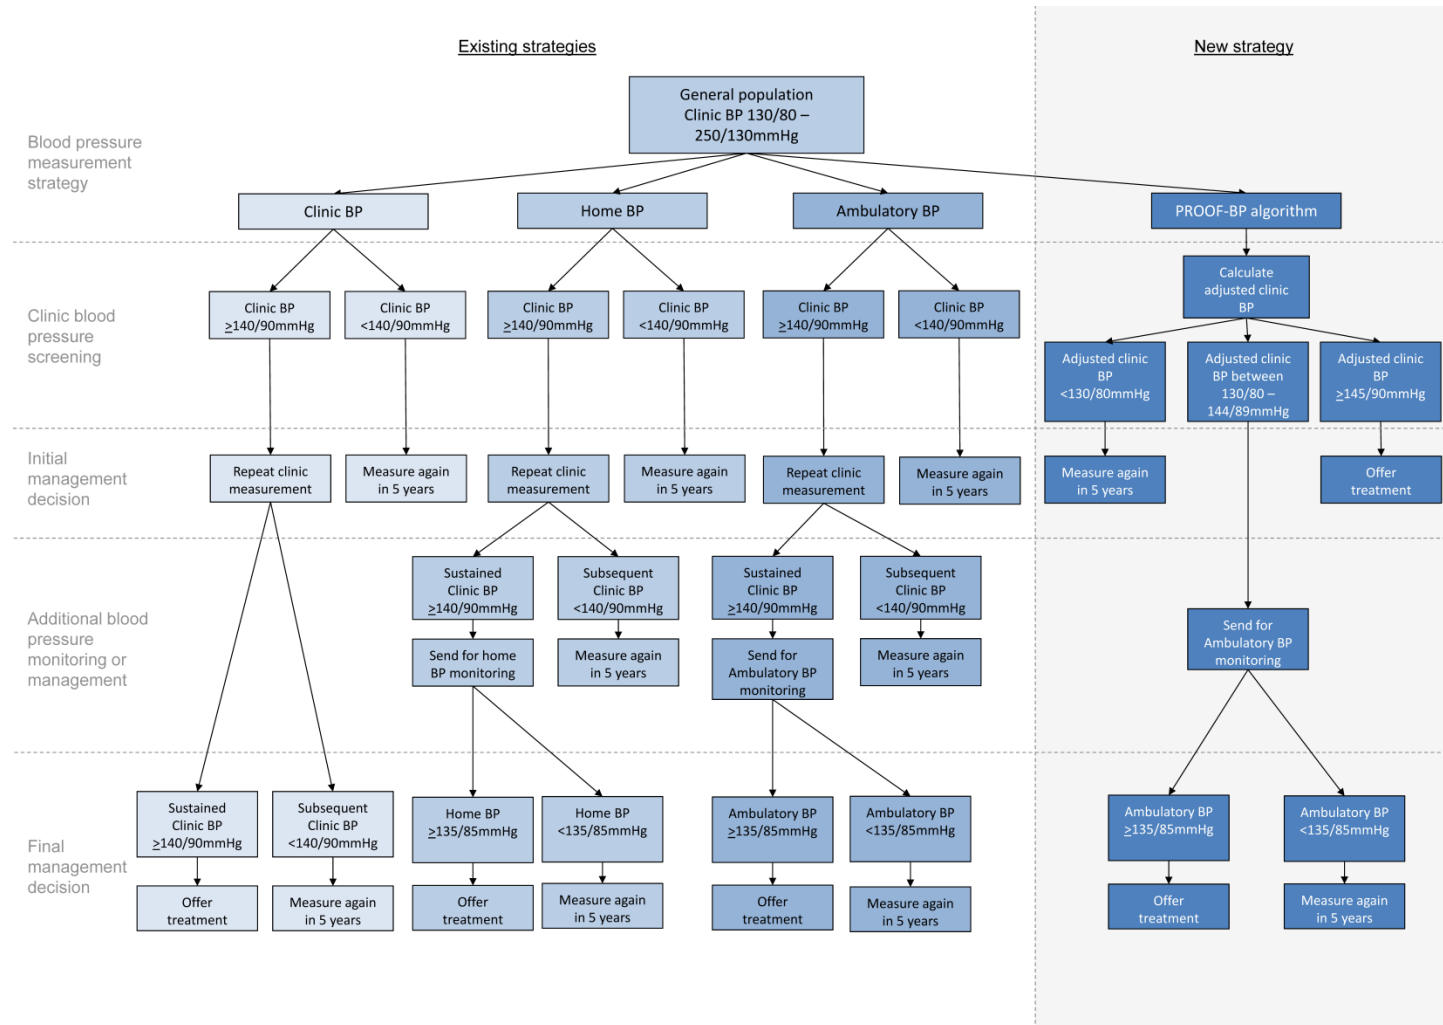 Existing strategies
New strategy
General population
Clinic BP 130/80 –
250/130mmHg
Blood pressure
measurement
strategy
Clinic BP
Home BP
Ambulatory BP
PROOF-BP algorithm
Clinic blood
pressure
screening
Clinic BP
≥140/90mmHg
Clinic BP
<140/90mmHg
Clinic BP
≥140/90mmHg
Clinic BP
<140/90mmHg
Clinic BP
≥140/90mmHg
Clinic BP
<140/90mmHg
Calculate
adjusted clinic
BP
Adjusted clinic
BP
<130/80mmHg
Adjusted clinic
BP between
130/80 –
144/89mmHg
Adjusted clinic
BP
≥145/90mmHg
Initial
management
decision
Repeat clinic
measurement
Measure again
in 5 years
Repeat clinic
measurement
Measure again
in 5 years
Repeat clinic
measurement
Measure again
in 5 years
Measure again
in 5 years
Offer
treatment
Additional blood
pressure
monitoring or
management
Sustained
Clinic BP
≥140/90mmHg
Subsequent
Clinic BP
<140/90mmHg
Sustained
Clinic BP
≥140/90mmHg
Subsequent
Clinic BP
<140/90mmHg
Send for home
BP monitoring
Measure again
in 5 years
Send for
Ambulatory BP
monitoring
Measure again
in 5 years
Send for
Ambulatory BP
monitoring
Final
management
decision
Sustained
Clinic BP
≥140/90mmHg
Subsequent
Clinic BP
<140/90mmHg
Home BP
≥135/85mmHg
Home BP
<135/85mmHg
Ambulatory BP
≥135/85mmHg
Ambulatory BP
<135/85mmHg
Ambulatory BP
≥135/85mmHg
Ambulatory BP
<135/85mmHg
Offer
treatment
Measure again
in 5 years
Offer
treatment
Measure again
in 5 years
Offer
treatment
Measure again
in 5 years
Offer
treatment
Measure again
in 5 years